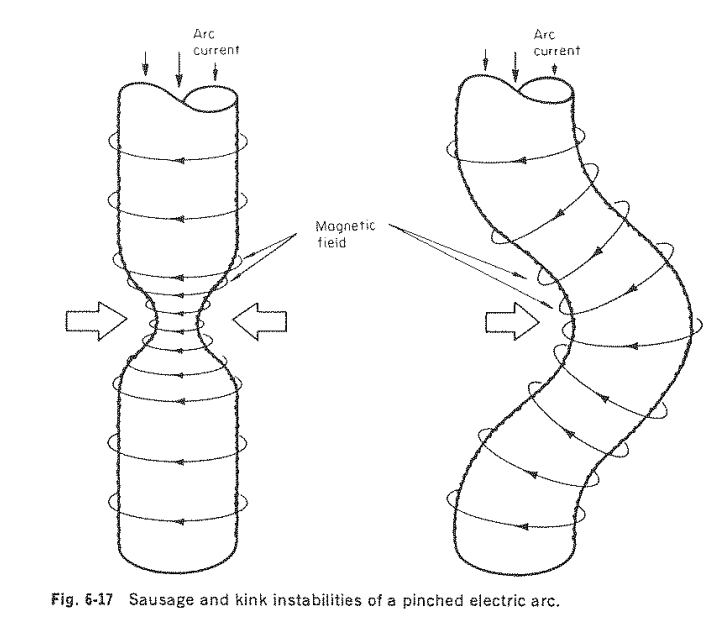 Arc
current
Arc
current
Magnetic
field
Fig. 6-17 Sausage and kink instabilities of a pinched electric arc.